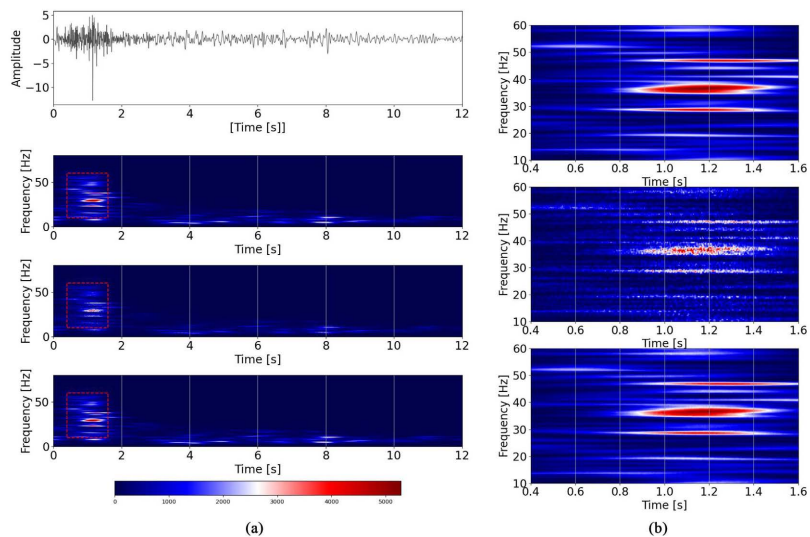 5
0
−5
−10
Amplitude
0 2 4 6 8 10 12
[Time [s]]
50
0
Frequency [Hz]
0 2 4 6 8 10 12
Time [s]
50
0
Frequency [Hz]
0 2 4 6 8 10 12
Time [s]
50
0
Frequency [Hz]
0 2 4 6 8 10 12
Time [s]
0 1000 2000 3000 4000 5000
(a)
60
50
40
30
20
10
Frequency [Hz]
0.4 0.6 0.8 1.0 1.2 1.4 1.6
Time [s]
60
50
40
30
20
10
Frequency [Hz]
0.4 0.6 0.8 1.0 1.2 1.4 1.6
Time [s]
60
50
40
30
20
10
Frequency [Hz]
0.4 0.6 0.8 1.0 1.2 1.4 1.6
Time [s]
(b)